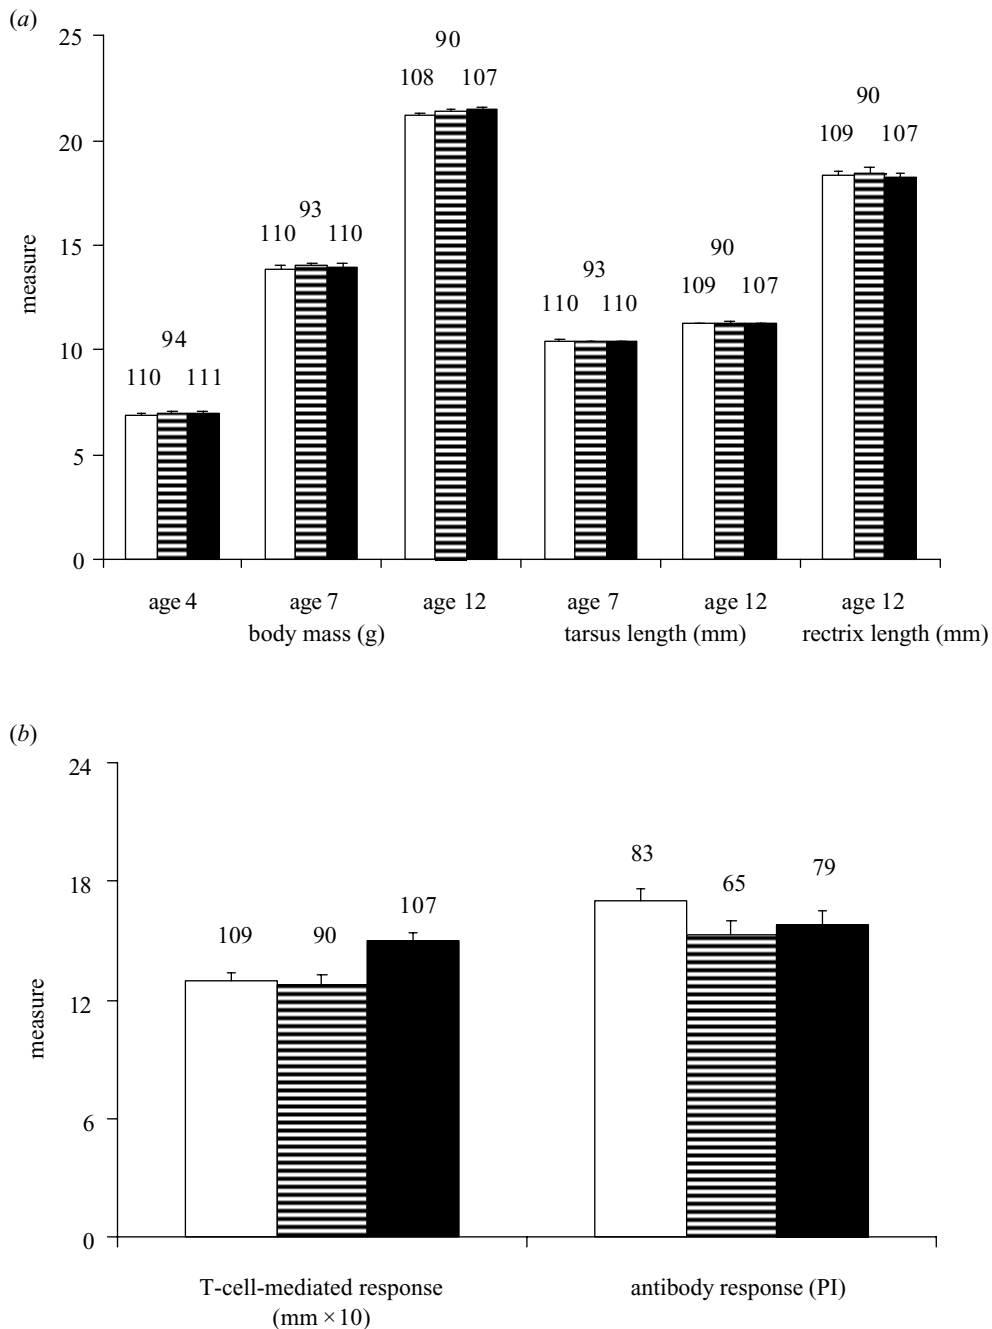 (a)
25
20
15
10
5
0
measure
110 94 111
110 93 110
108 90 107
110 93 110
109 90 107
109 90 107
age 4 age 7 age 12 age 7 age 12 age 12
body mass (g) tarsus length (mm) rectrix length (mm)
(b)
24
18
12
6
0
measure
109 90 107
83 65 79
T-cell-mediated response antibody response (PI)
(mm × 10)